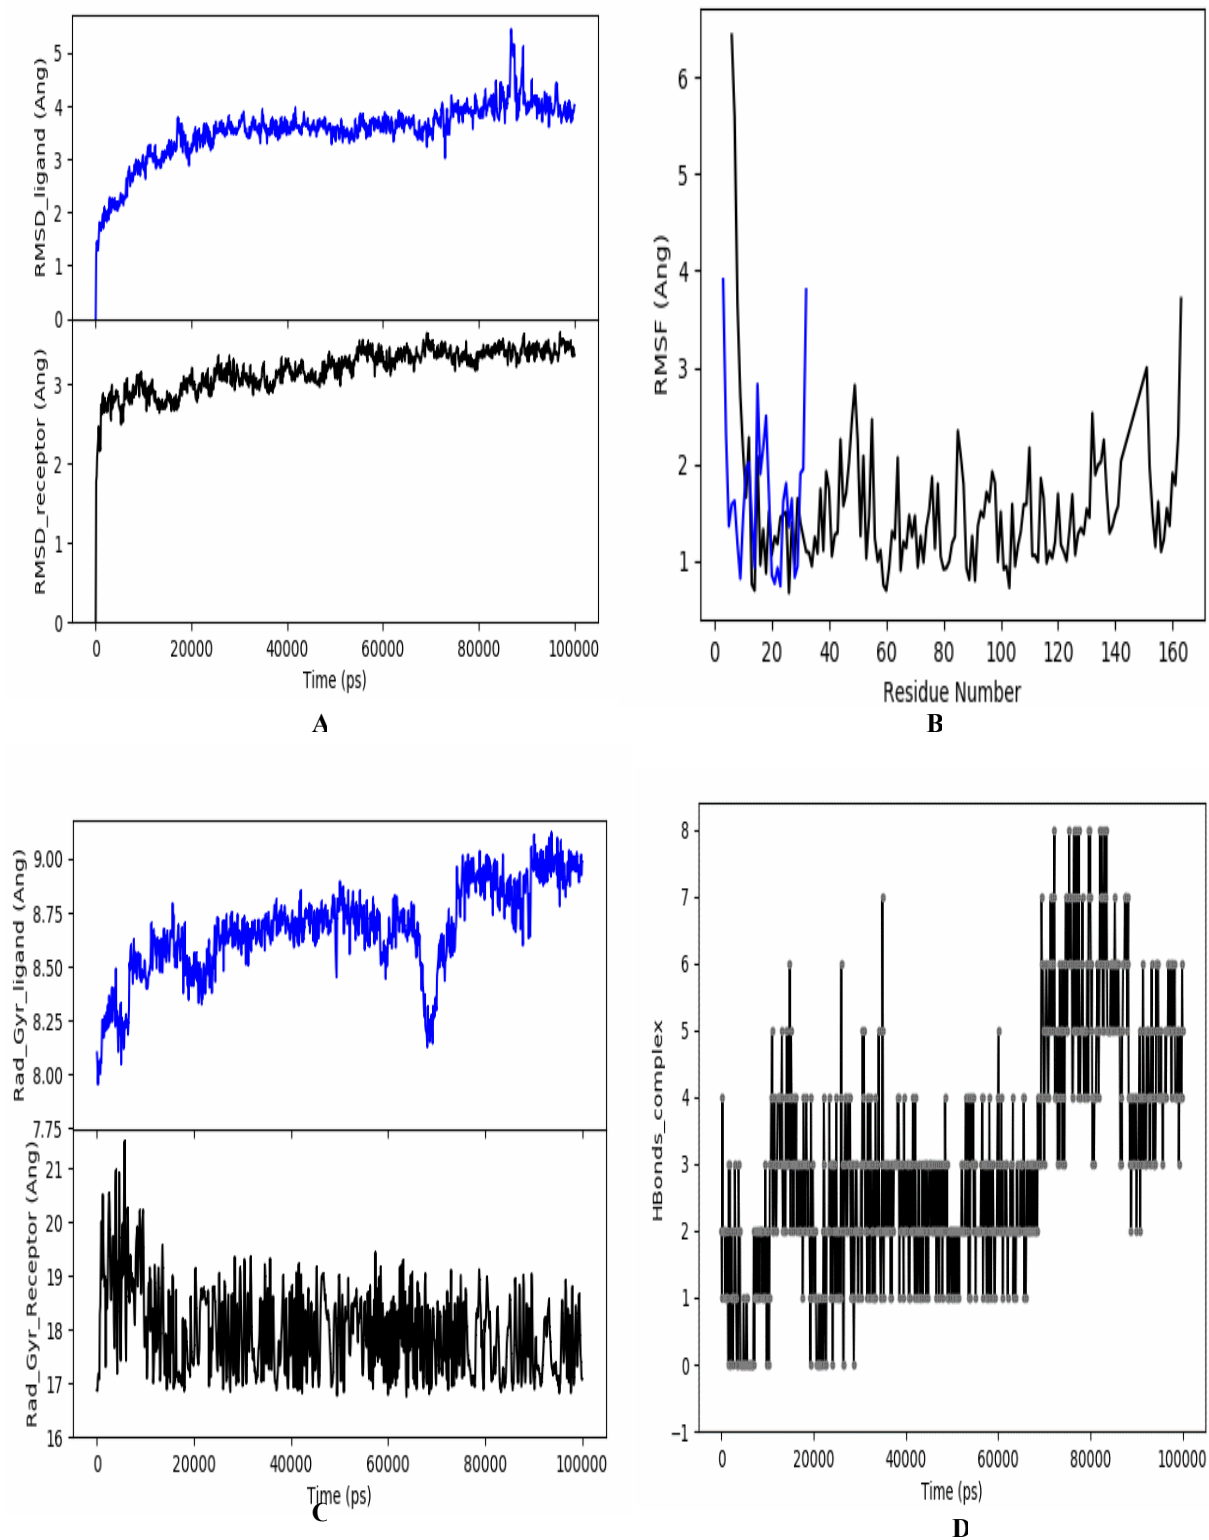 RMSD_ligand (Ang)
5
4
3
2
1
0
RMSD_receptor (Ang)
3
2
1
0
0 20000 40000 60000 80000 100000
Time (ps)
A
RMSF (Ang)
6
5
4
3
2
1
0 20 40 60 80 100 120 140 160
Residue Number
B
Rad_Gyr_ligand (Ang)
9.00
8.75
8.50
8.25
8.00
7.75
Rad_Gyr_Receptor (Ang)
21
20
19
18
17
16
0 20000 40000 60000 80000 100000
Time (ps)
C
HBonds_complex
8
7
6
5
4
3
2
1
0
−1
0 20000 40000 60000 80000 100000
Time (ps)
D